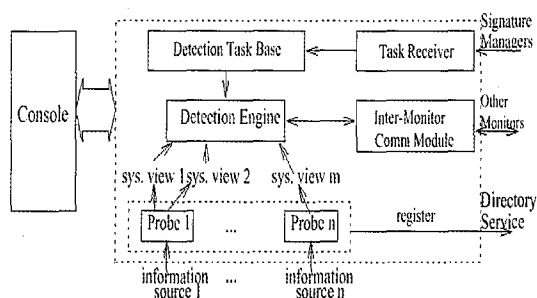 Signature
Managers
Detection Task Base
Task Receiver
Console
Detection Engine
Inter-Monitor
Comm Module
Other
Monitors
sys. view 1
sys. view 2
sys. view m
Directory
Service
Probe 1
...
Probe n
register
information
source 1
...
information
source n